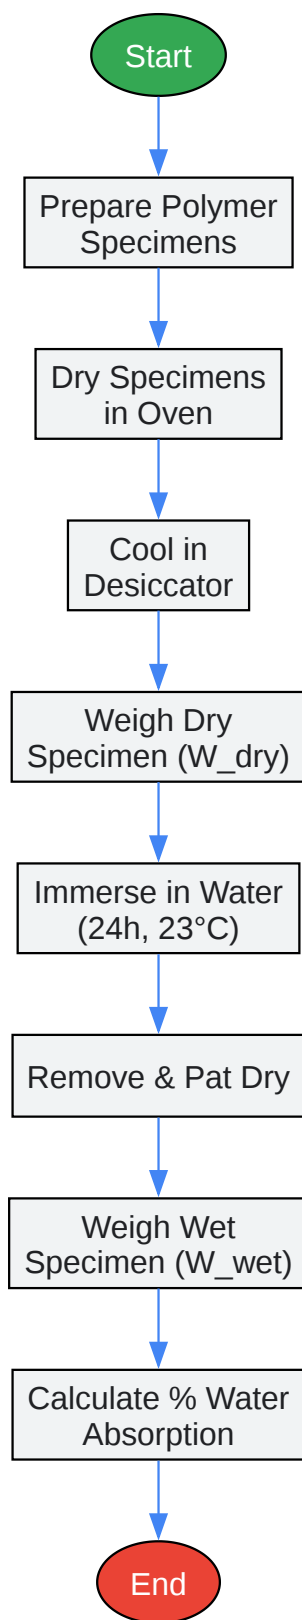 Start
Prepare Polymer
Specimens
Dry Specimens
in Oven
Cool in
Desiccator
Weigh Dry
Specimen (W_dry)
Immerse in Water
(24h, 23°C)
Remove & Pat Dry
Weigh Wet
Specimen (W_wet)
Calculate % Water
Absorption
End